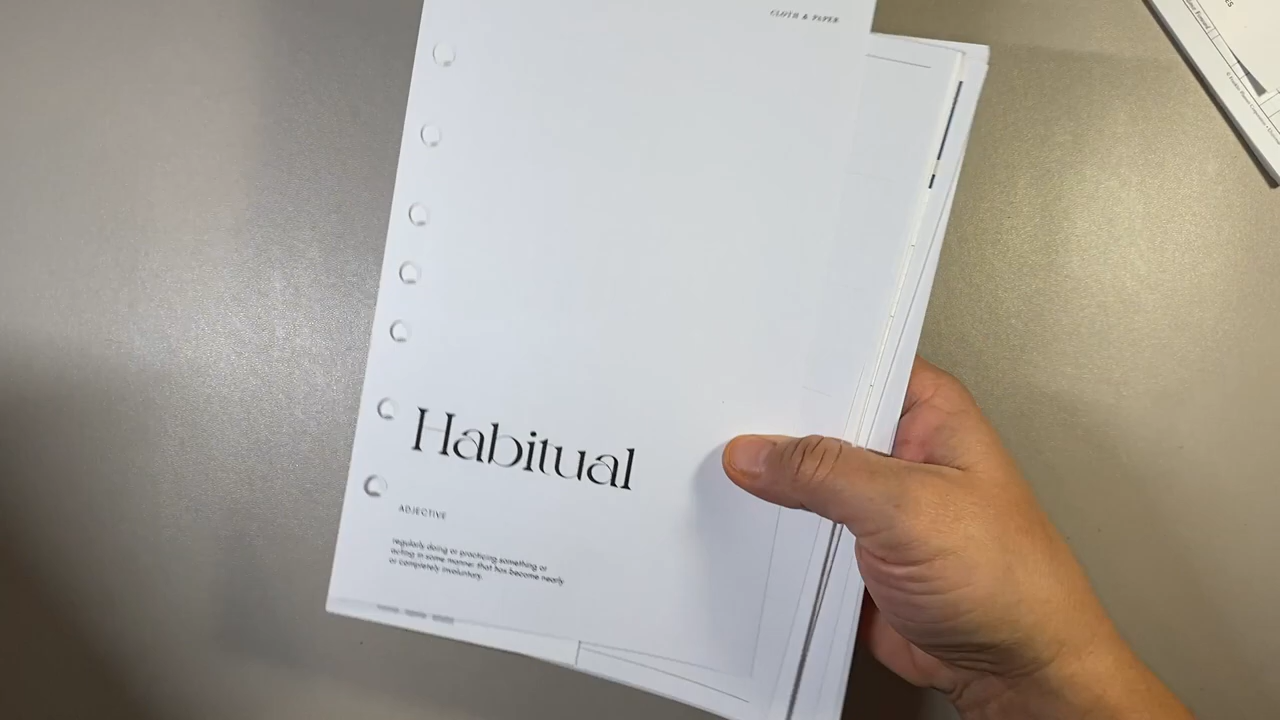 CLOTH & PAPER
Habitual
ADJECTIVE
regularly doing or practicing something or
acting in some manner that has become nearly
or completely involuntary.